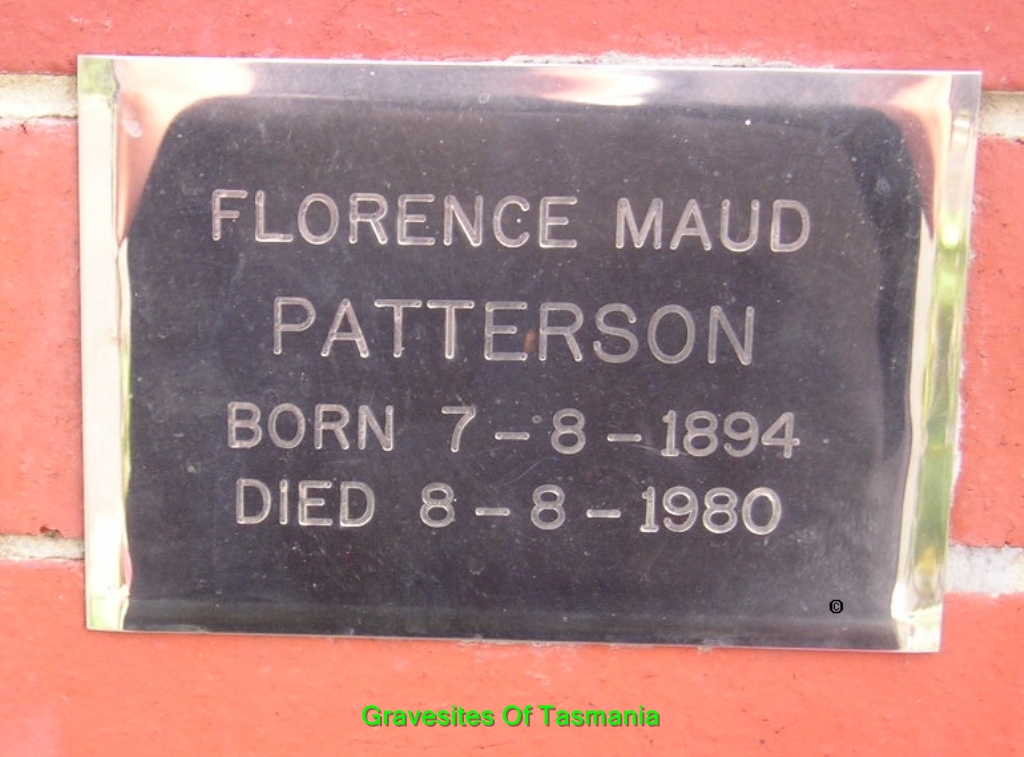 FLORENCE MAUD
PATTERSON
BORN 7-8-1894
DIED 8-8-1980
©
Gravesites Of Tasmania